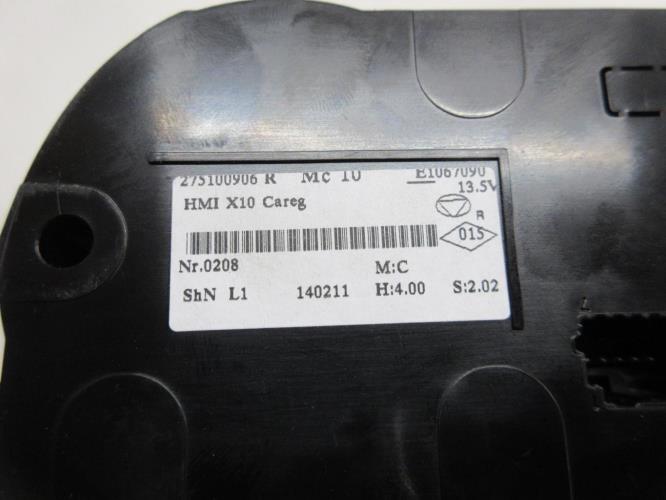 275100906 R Mc 10 E1067090
13.5V
HMI X10 Careg
R
015
Nr.0208 M:C
ShN L1 140211 H:4.00 S:2.02